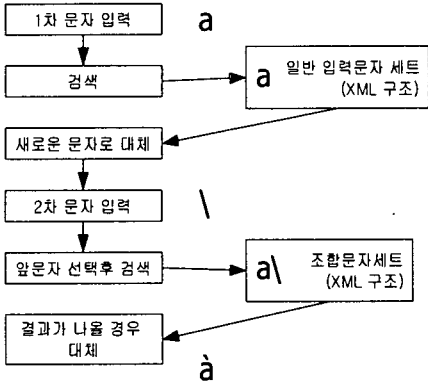 1차 문자 입력 a
검색
a 일반 입력문자 세트
(XML 구조)
새로운 문자로 대체
2차 문자 입력 \
앞문자 선택후 검색
a\ 조합문자세트
(XML 구조)
결과가 나올 경우
대체
à